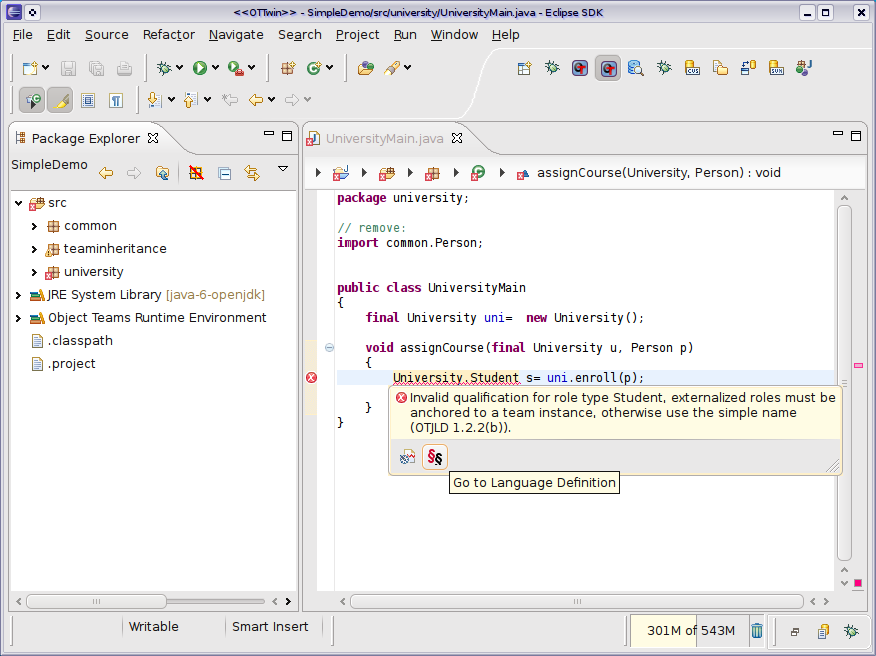 <<OTTwin>> - SimpleDemo/src/university/UniversityMain.java - Eclipse SDK
File Edit Source Refactor Navigate Search Project Run Window Help
Package Explorer
UniversityMain.java
SimpleDemo
assignCourse(University, Person) : void
src
common
teaminheritance
university
JRE System Library [java-6-openjdk]
Object Teams Runtime Environment
.classpath
.project
package university;
// remove:
import common.Person;
public class UniversityMain
{
final University uni= new University();
void assignCourse(final University u, Person p)
{
University.Student s= uni.enroll(p);
Invalid qualification for role type Student, externalized roles must be
anchored to a team instance, otherwise use the simple name
(OTJLD 1.2.2(b)).
}
}
§§
Go to Language Definition
Writable
Smart Insert
301M of 543M